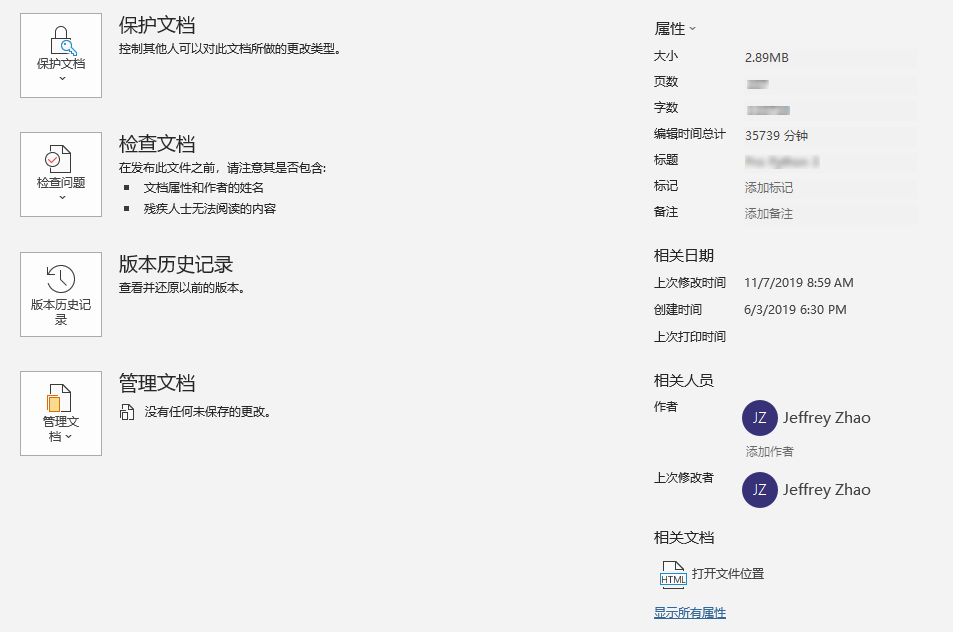 保护文档
保护文档
控制其他人可以对此文档所做的更改类型。
检查问题
检查文档
在发布此文件之前，请注意其是否包含:
文档属性和作者的姓名
残疾人士无法阅读的内容
版本历史记
录
版本历史记录
查看并还原以前的版本。
管理文
档
管理文档
没有任何未保存的更改。
属性
大小 2.89MB
页数
字数
编辑时间总计 35739 分钟
标题
标记 添加标记
备注 添加备注
相关日期
上次修改时间 11/7/2019 8:59 AM
创建时间 6/3/2019 6:30 PM
上次打印时间
相关人员
作者
JZ Jeffrey Zhao
添加作者
上次修改者
JZ Jeffrey Zhao
相关文档
HTML 打开文件位置
显示所有属性